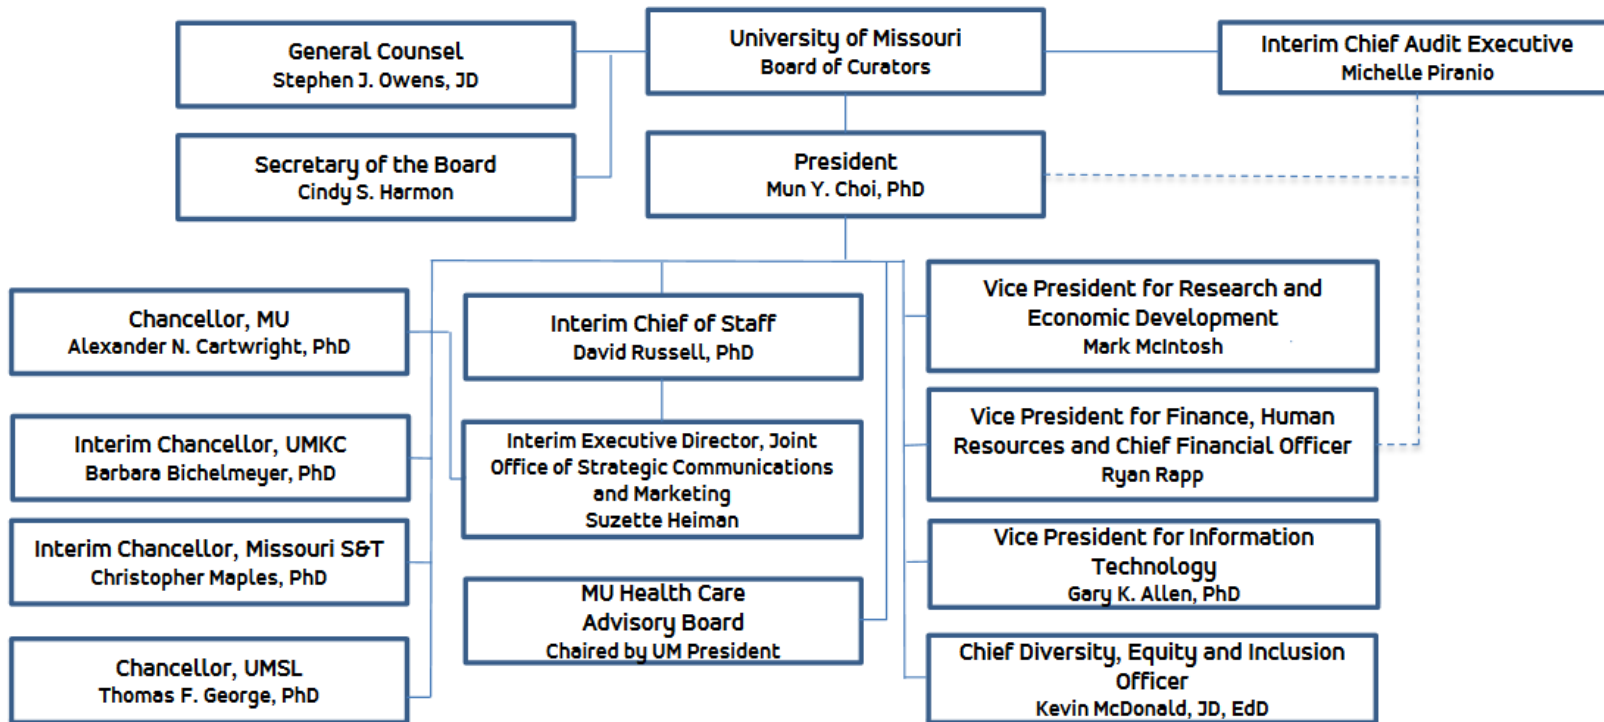 General Counsel
Stephen J. Owens, JD
University of Missouri
Board of Curators
Interim Chief Audit Executive
Michelle Piranio
Secretary of the Board
Cindy S. Harmon
President
Mun Y. Choi, PhD
Chancellor, MU
Alexander N. Cartwright, PhD
Interim Chancellor, UMKC
Barbara Bichelmeyer, PhD
Interim Chancellor, Missouri S&T
Christopher Maples, PhD
Chancellor, UMSL
Thomas F. George, PhD
Interim Chief of Staff
David Russell, PhD
Interim Executive Director, Joint
Office of Strategic Communications
and Marketing
Suzette Heiman
MU Health Care
Advisory Board
Chaired by UM President
Vice President for Research and
Economic Development
Mark McIntosh
Vice President for Finance, Human
Resources and Chief Financial Officer
Ryan Rapp
Vice President for Information
Technology
Gary K. Allen, PhD
Chief Diversity, Equity and Inclusion
Officer
Kevin McDonald, JD, EdD